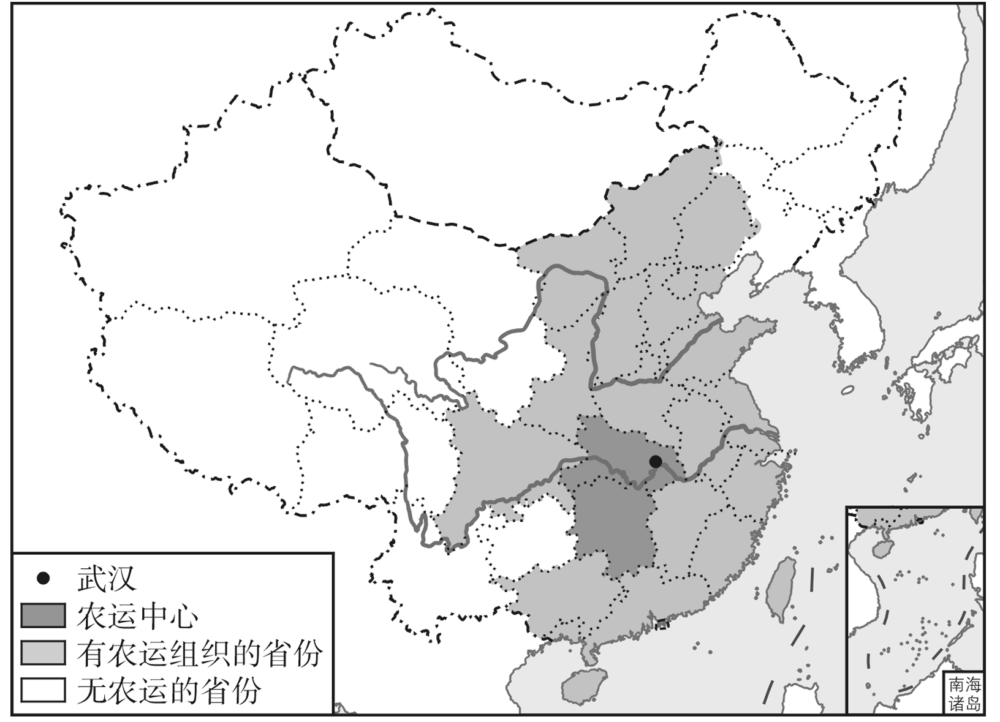 武汉
农运中心
有农运组织的省份
无农运的省份
南海
诸岛